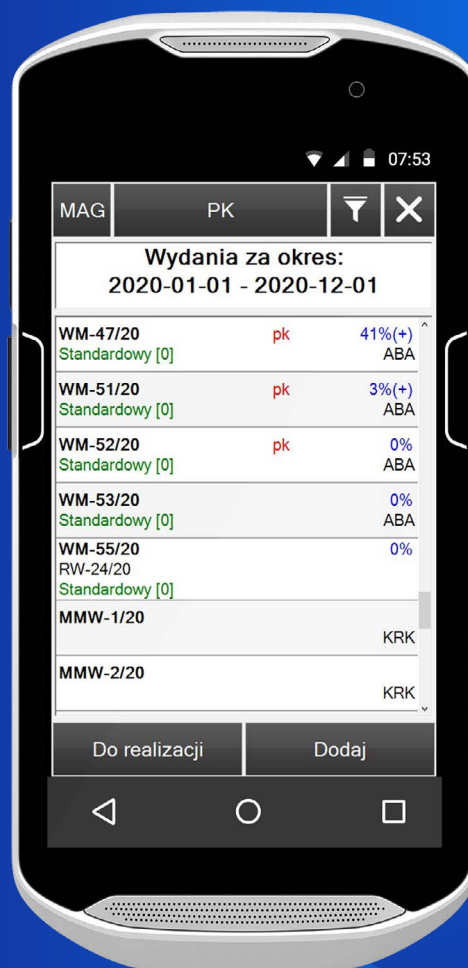 07:53
MAG PK
Wydania za okres:
2020-01-01 - 2020-12-01
WM-47/20 pk 41%(+)
Standardowy [0] ABA
WM-51/20 pk 3%(+)
Standardowy [0] ABA
WM-52/20 pk 0%
Standardowy [0] ABA
WM-53/20 0%
Standardowy [0] ABA
WM-55/20 0%
RW-24/20
Standardowy [0]
MMW-1/20
KRK
MMW-2/20
KRK
Do realizacji Dodaj